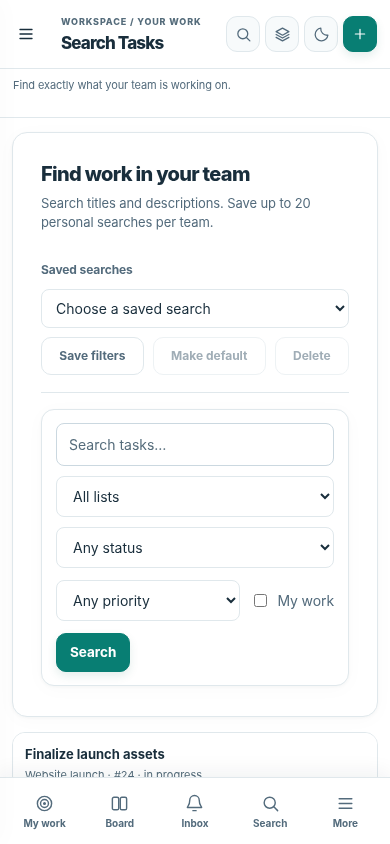 WORKSPACE / YOUR WORK
Search Tasks
Find exactly what your team is working on.
Find work in your team
Search titles and descriptions. Save up to 20
personal searches per team.
Saved searches
Choose a saved search
Save filters Make default Delete
Search tasks...
All lists
Any status
Any priority My work
Search
Finalize launch assets
Website launch · #24 · in progress
My work Board Inbox Search More